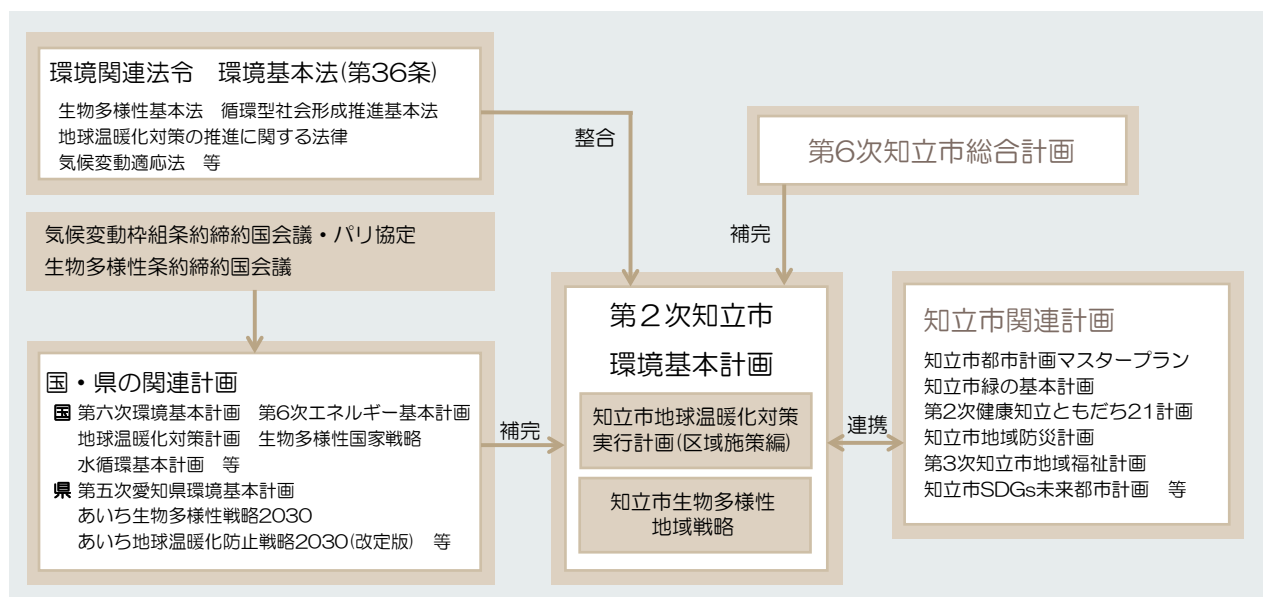 環境関連法令　環境基本法(第36条)
生物多様性基本法　循環型社会形成推進基本法
地球温暖化対策の推進に関する法律
気候変動適応法　等
整合
第6次知立市総合計画
補完
気候変動枠組条約締約国会議・パリ協定
生物多様性条約締約国会議
国・県の関連計画
国 第六次環境基本計画　第6次エネルギー基本計画
地球温暖化対策計画　生物多様性国家戦略
水循環基本計画　等
県 第五次愛知県環境基本計画
あいち生物多様性戦略2030
あいち地球温暖化防止戦略2030(改定版)　等
補完
第２次知立市
環境基本計画
知立市地球温暖化対策
実行計画(区域施策編)
知立市生物多様性
地域戦略
連携
知立市関連計画
知立市都市計画マスタープラン
知立市緑の基本計画
第2次健康知立ともだち21計画
知立市地域防災計画
第3次知立市地域福祉計画
知立市SDGs未来都市計画　等